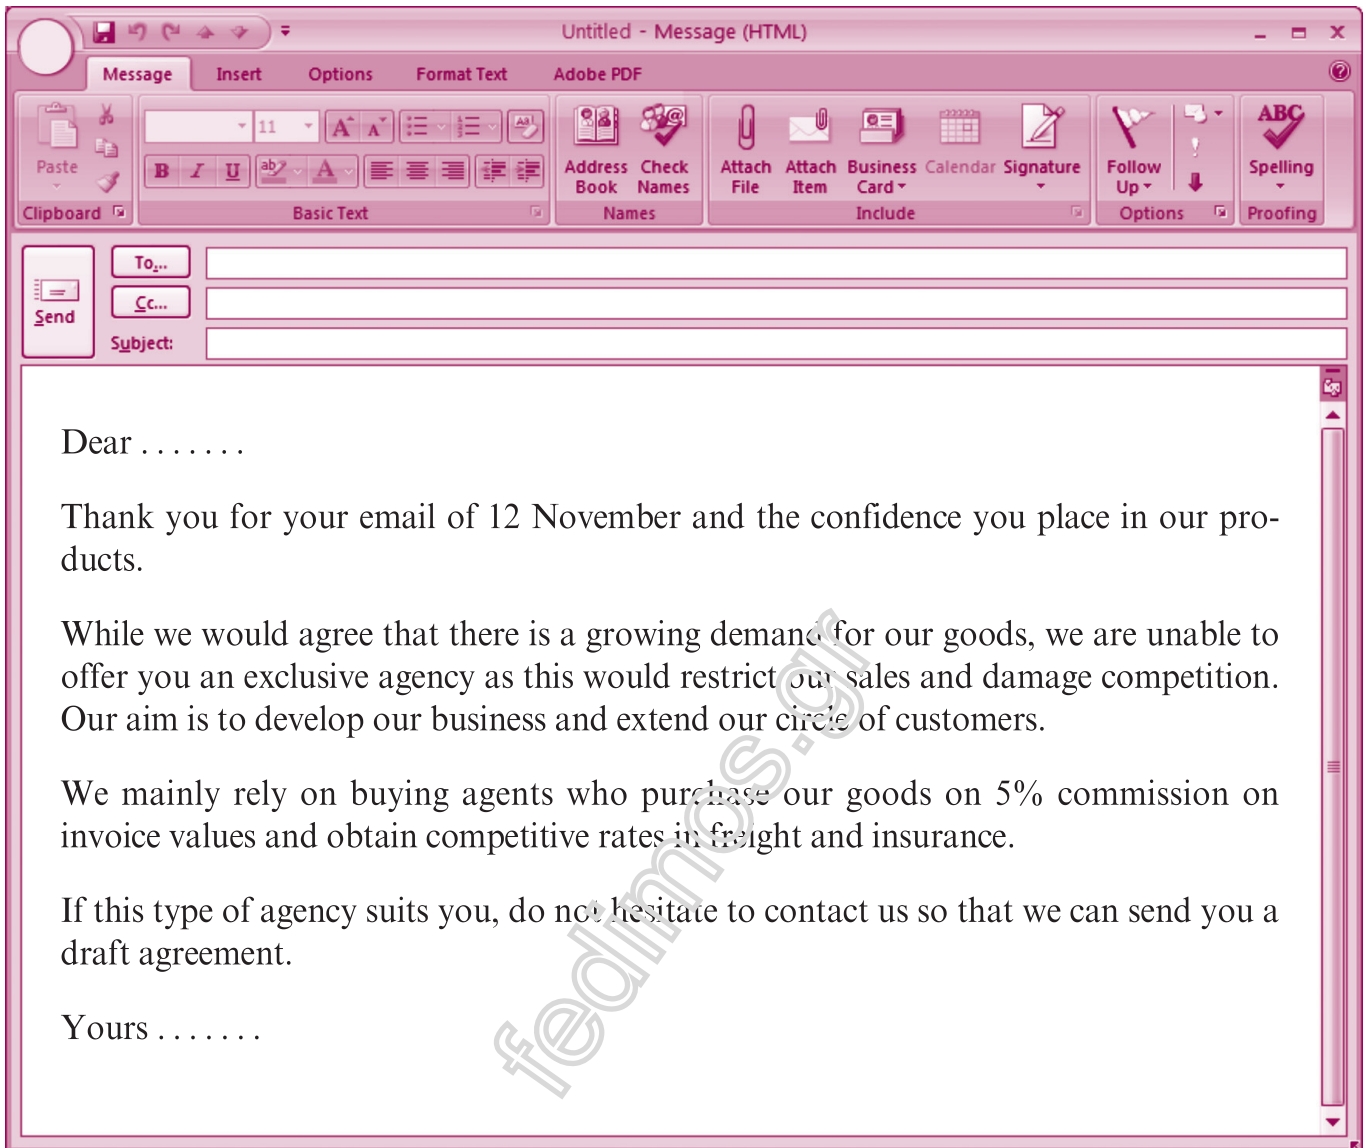 Untitled - Message (HTML)
Message Insert Options Format Text Adobe PDF
11
Paste
Clipboard
Basic Text
Address Book
Check Names
Names
Attach File
Attach Item
Business Card
Calendar
Signature
Include
Follow Up
Options
ABC
Spelling
Proofing
Send
To...
Cc...
Subject:
Dear . . . . . . .
Thank you for your email of 12 November and the confidence you place in our pro-
ducts.
While we would agree that there is a growing demand for our goods, we are unable to
offer you an exclusive agency as this would restrict our sales and damage competition.
Our aim is to develop our business and extend our circle of customers.
We mainly rely on buying agents who purchase our goods on 5% commission on
invoice values and obtain competitive rates in freight and insurance.
If this type of agency suits you, do not hesitate to contact us so that we can send you a
draft agreement.
Yours . . . . . . .
fedimos.gr